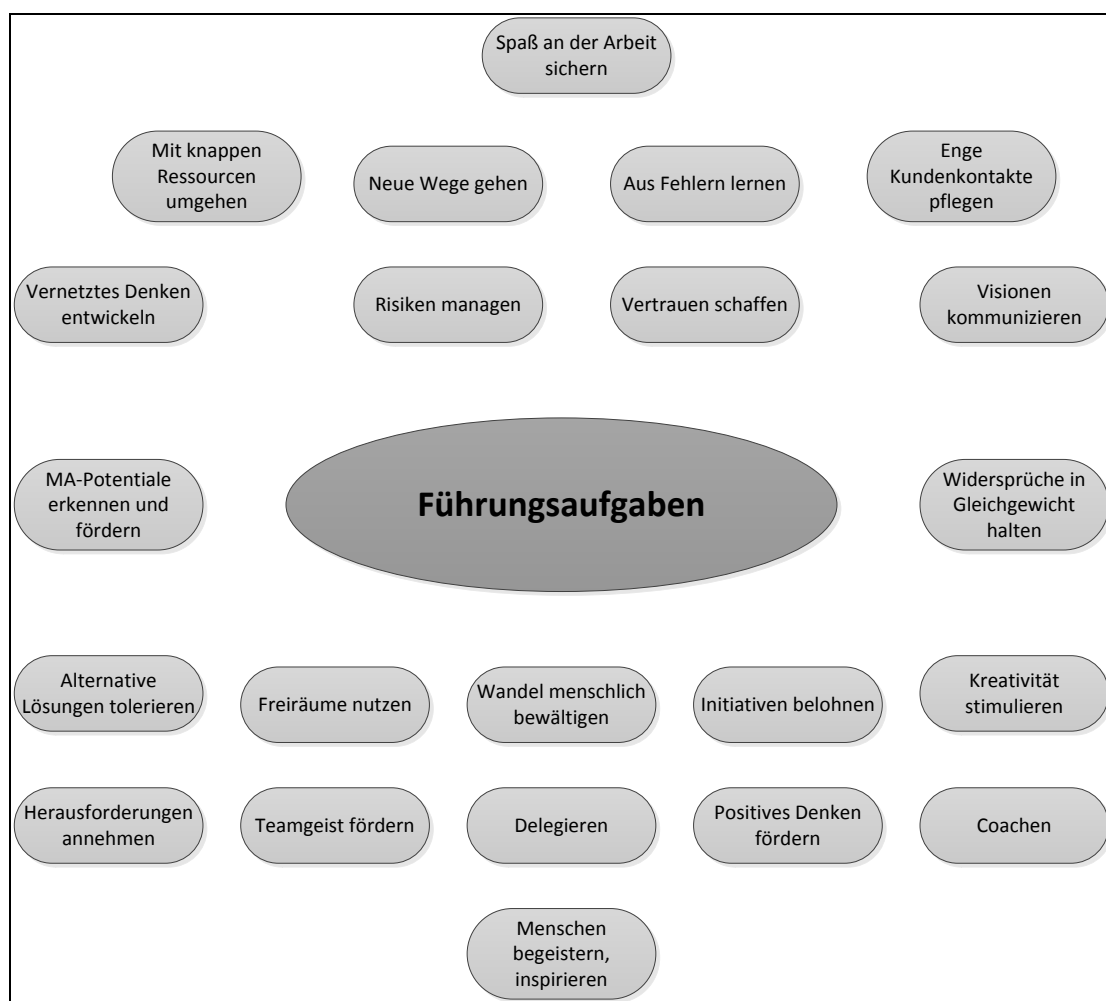 Spaß an der Arbeit
sichern
Mit knappen
Ressourcen
umgehen
Neue Wege gehen
Aus Fehlern lernen
Enge
Kundenkontakte
pflegen
Vernetztes Denken
entwickeln
Risiken managen
Vertrauen schaffen
Visionen
kommunizieren
MA-Potentiale
erkennen und
fördern
Führungsaufgaben
Widersprüche in
Gleichgewicht
halten
Alternative
Lösungen tolerieren
Freiräume nutzen
Wandel menschlich
bewältigen
Initiativen belohnen
Kreativität
stimulieren
Herausforderungen
annehmen
Teamgeist fördern
Delegieren
Positives Denken
fördern
Coachen
Menschen
begeistern,
inspirieren